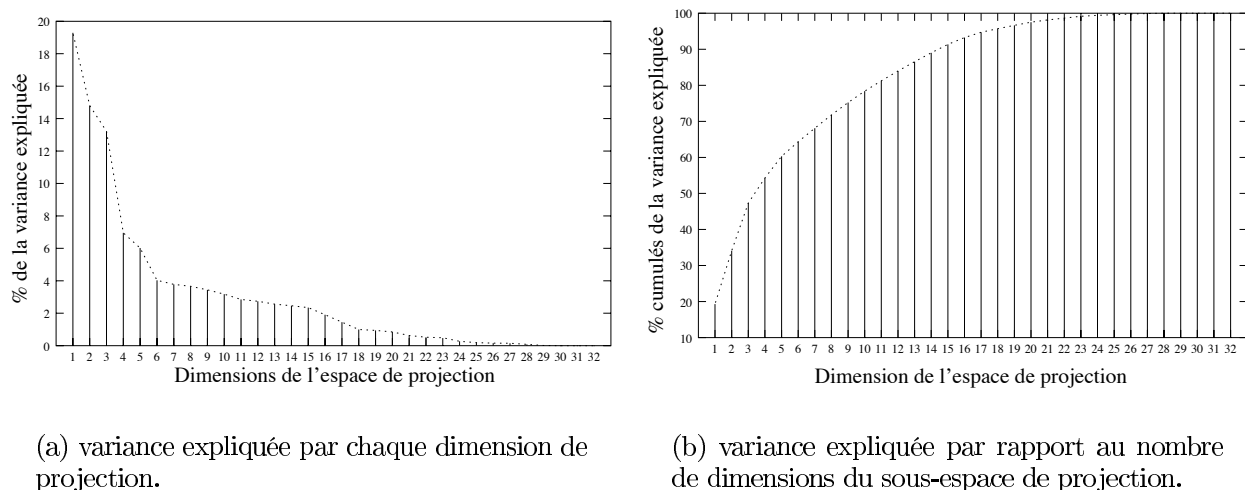 20
18
16
14
12
10
8
6
4
2
0
% de la variance expliquée
1 2 3 4 5 6 7 8 9 10 11 12 13 14 15 16 17 18 19 20 21 22 23 24 25 26 27 28 29 30 31 32
Dimensions de l'espace de projection
(a) variance expliquée par chaque dimension de
projection.
100
90
80
70
60
50
40
30
20
10
% cumulés de la variance expliquée
1 2 3 4 5 6 7 8 9 10 11 12 13 14 15 16 17 18 19 20 21 22 23 24 25 26 27 28 29 30 31 32
Dimension de l'espace de projection
(b) variance expliquée par rapport au nombre
de dimensions du sous-espace de projection.